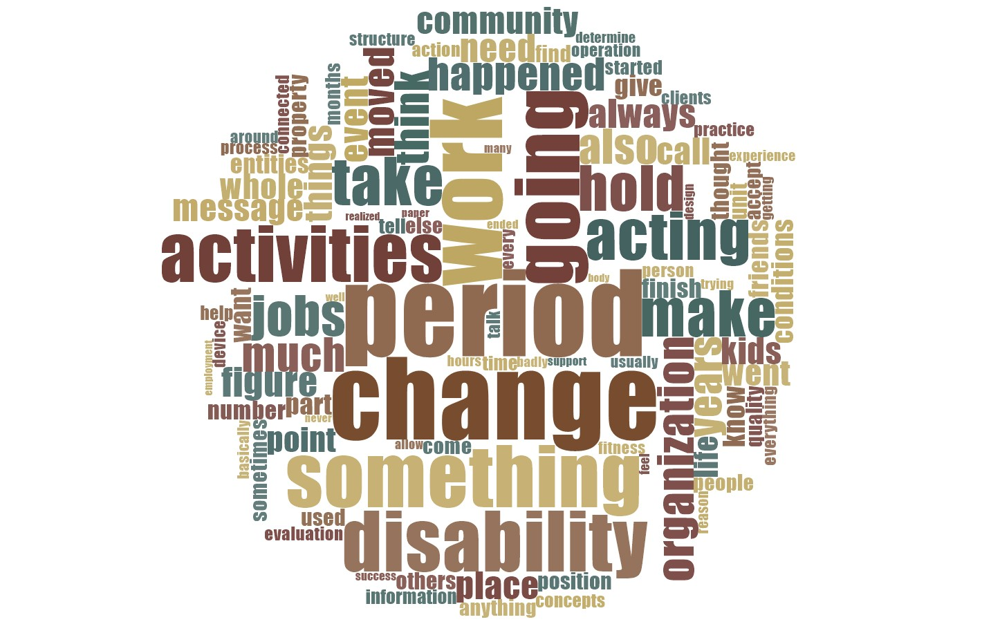 community
structure
determine
action
need
find
operation
moved
happened
started
months
event
think
give
connected
property
clients
always
work
going
practice
around
process
things
many
also
call
experience
entities
take
hold
thought
accept
whole
design
unit
getting
message
realized
paper
tell
else
ended
acting
friends
conditions
activities
every
person
body
period
finish
trying
want
jobs
well
make
help
device
talk
much
employment
hours
time
badly
support
usually
organization
years
kids
went
figure
change
know
quality
everything
number
part
never
basically
sometimes
point
allow
come
fitness
feel
life
something
people
reason
used
evaluation
disability
success
others
place
position
information
concepts
anything